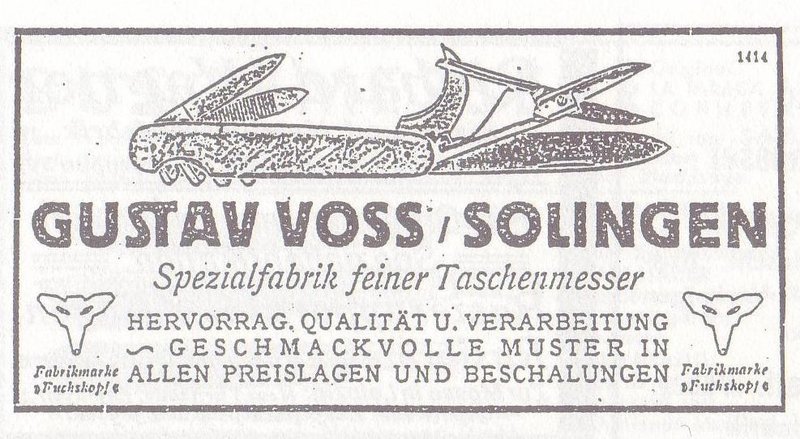 1414
GUSTAV VOSS / SOLINGEN
Spezialfabrik feiner Taschenmesser
HERVORRAG. QUALITÄT U. VERARBEITUNG
~ GESCHMACKVOLLE MUSTER IN
ALLEN PREISLAGEN UND BESCHALUNGEN
Fabrikmarke
»Fuchskopf«
Fabrikmarke
»Fuchskopf«